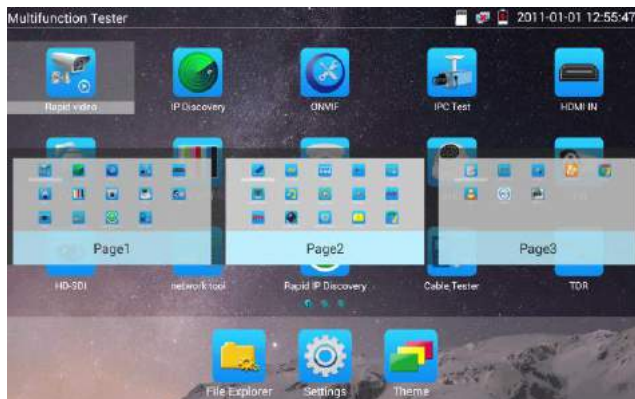 Multifunction Tester
2011-01-01 12:55:47
Rapid video
IP Discovery
ONVIF
IPC Test
HDMI IN
Page1
Page2
Page3
HD-SDI
network tool
Rapid IP Discovery
Cable Tester
TDR
File Explorer
Settings
Theme